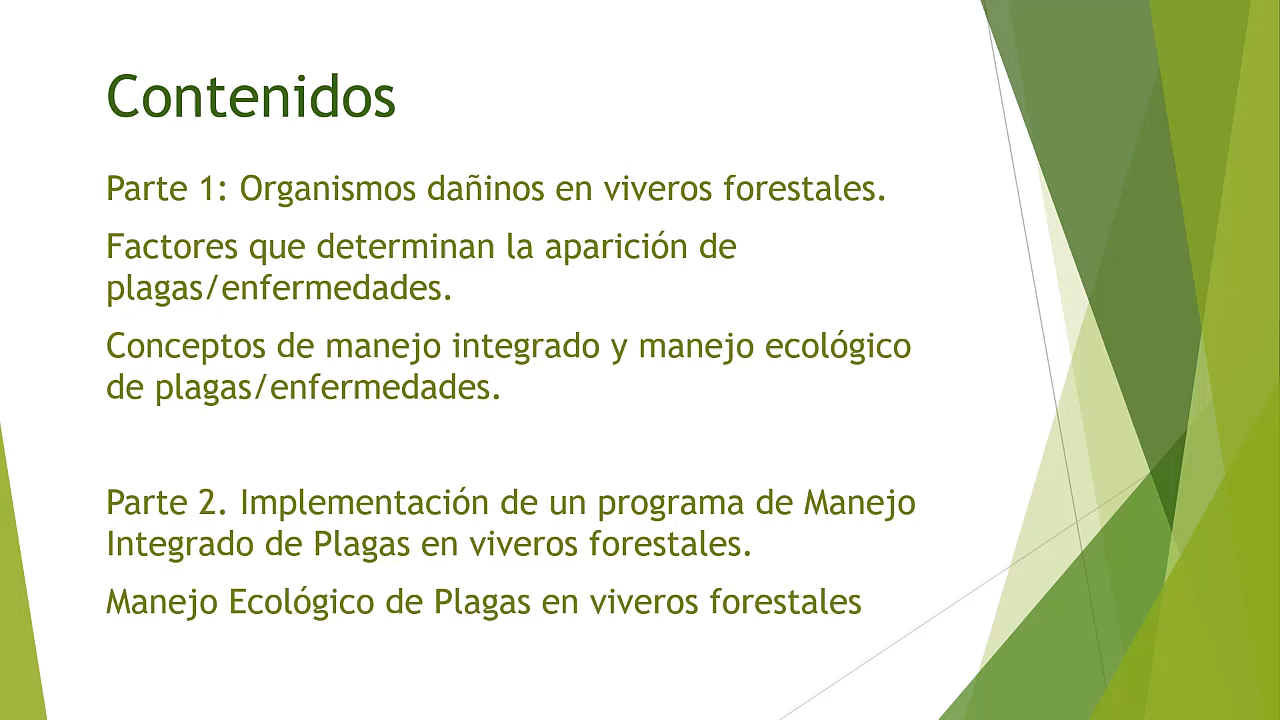 Contenidos
Parte 1: Organismos dañinos en viveros forestales.
Factores que determinan la aparición de
plagas/enfermedades.
Conceptos de manejo integrado y manejo ecológico
de plagas/enfermedades.
Parte 2. Implementación de un programa de Manejo
Integrado de Plagas en viveros forestales.
Manejo Ecológico de Plagas en viveros forestales